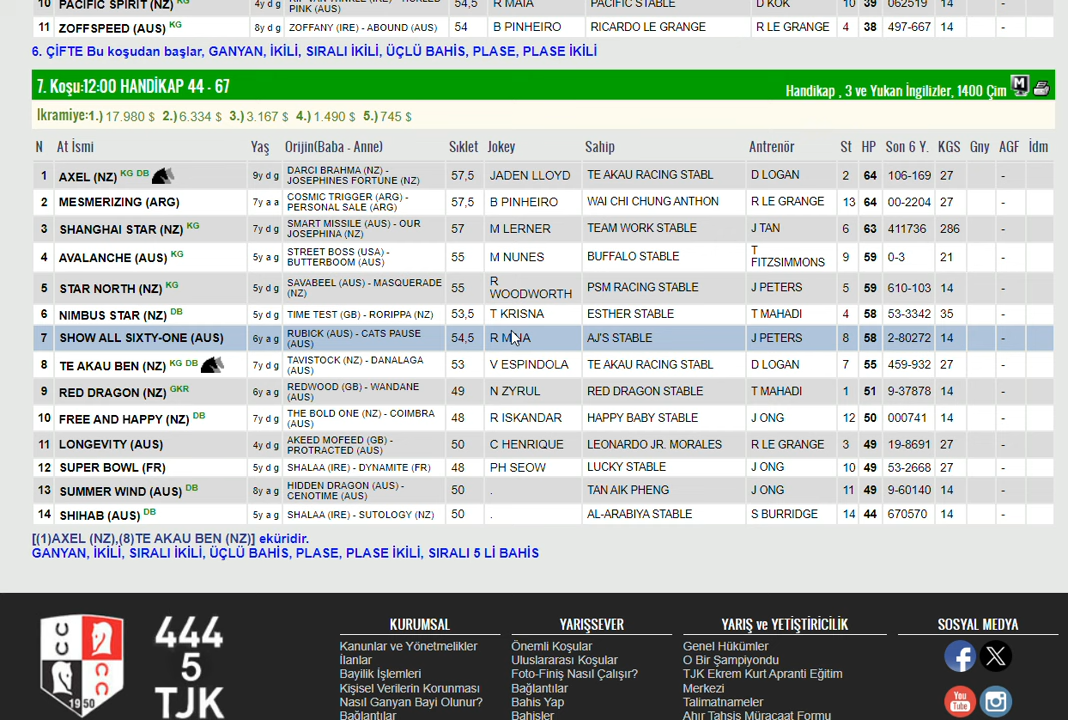 10 PACIFIC SPIRIT (NZ) KG 4y d g PINK (AUS) 54,5 R MAIA PACIFIC STABLE D KOK 10 39 062519 14 -
11 ZOFFSPEED (AUS) KG 8y d g ZOFFANY (IRE) - ABOUND (AUS) 54 B PINHEIRO RICARDO LE GRANGE R LE GRANGE 4 38 497-667 14 -
6. ÇİFTE Bu koşudan başlar, GANYAN, İKİLİ, SIRALI İKİLİ, ÜÇLÜ BAHİS, PLASE, PLASE İKİLİ
7. Koşu:12:00 HANDİKAP 44 - 67 Handikap , 3 ve Yukarı İngilizler, 1400 Çim M
İkramiye:1.) 17.980 $ 2.) 6.334 $ 3.) 3.167 $ 4.) 1.490 $ 5.) 745 $
N At İsmi Yaş Orijin(Baba - Anne) Sıklet Jokey Sahip Antrenör St HP Son 6 Y. KGS Gny AGF İdm
1 AXEL (NZ) KG DB 9y d g DARCI BRAHMA (NZ) - JOSEPHINES FORTUNE (NZ) 57,5 JADEN LLOYD TE AKAU RACING STABL D LOGAN 2 64 106-169 27 -
2 MESMERIZING (ARG) 7y a a COSMIC TRIGGER (ARG) - PERSONAL SALE (ARG) 57,5 B PINHEIRO WAI CHI CHUNG ANTHON R LE GRANGE 13 64 00-2204 27 -
3 SHANGHAI STAR (NZ) KG 7y d g SMART MISSILE (AUS) - OUR JOSEPHINA (NZ) 57 M LERNER TEAM WORK STABLE J TAN 6 63 411736 286 -
4 AVALANCHE (AUS) KG 5y a g STREET BOSS (USA) - BUTTERBOOM (AUS) 55 M NUNES BUFFALO STABLE T FITZSIMMONS 9 59 0-3 21 -
5 STAR NORTH (NZ) KG 5y d g SAVABEEL (AUS) - MASQUERADE (NZ) 55 R WOODWORTH PSM RACING STABLE J PETERS 5 59 610-103 14 -
6 NIMBUS STAR (NZ) DB 5y d g TIME TEST (GB) - RORIPPA (NZ) 53,5 T KRISNA ESTHER STABLE T MAHADI 4 58 53-3342 35 -
7 SHOW ALL SIXTY-ONE (AUS) 6y a g RUBICK (AUS) - CATS PAUSE (AUS) 54,5 R MAIA AJ'S STABLE J PETERS 8 58 2-80272 14 -
8 TE AKAU BEN (NZ) KG DB 7y d g TAVISTOCK (NZ) - DANALAGA (AUS) 53 V ESPINDOLA TE AKAU RACING STABL D LOGAN 7 55 459-932 27 -
9 RED DRAGON (NZ) GKR 6y a g REDWOOD (GB) - WANDANE (AUS) 49 N ZYRUL RED DRAGON STABLE T MAHADI 1 51 9-37878 14 -
10 FREE AND HAPPY (NZ) DB 7y d g THE BOLD ONE (NZ) - COIMBRA (AUS) 48 R ISKANDAR HAPPY BABY STABLE J ONG 12 50 000741 14 -
11 LONGEVITY (AUS) 4y d g AKEED MOFEED (GB) - PROTRACTED (AUS) 50 C HENRIQUE LEONARDO JR. MORALES R LE GRANGE 3 49 19-8691 27 -
12 SUPER BOWL (FR) 5y d g SHALAA (IRE) - DYNAMITE (FR) 48 PH SEOW LUCKY STABLE J ONG 10 49 53-2668 27 -
13 SUMMER WIND (AUS) DB 8y a g HIDDEN DRAGON (AUS) - CENOTIME (AUS) 50 . TAN AIK PHENG J ONG 11 49 9-60140 14 -
14 SHIHAB (AUS) DB 5y a g SHALAA (IRE) - SUTOLOGY (NZ) 50 . AL-ARABIYA STABLE S BURRIDGE 14 44 670570 14 -
[(1)AXEL (NZ),(8)TE AKAU BEN (NZ)] eküridir.
GANYAN, İKİLİ, SIRALI İKİLİ, ÜÇLÜ BAHİS, PLASE, PLASE İKİLİ, SIRALI 5 Lİ BAHİS
1950
444
5
TJK
KURUMSAL
Kanunlar ve Yönetmelikler
İlanlar
Bayilik İşlemleri
Kişisel Verilerin Korunması
Nasıl Ganyan Bayi Olunur?
Bağlantılar
YARIŞSEVER
Önemli Koşular
Uluslararası Koşular
Foto-Finiş Nasıl Çalışır?
Bağlantılar
Bahis Yap
Bahisler
YARIŞ ve YETİŞTİRİCİLİK
Genel Hükümler
O Bir Şampiyondu
TJK Ekrem Kurt Apranti Eğitim
Merkezi
Talimatnameler
Ahır Tahsis Müracaat Formu
SOSYAL MEDYA
You
Tube